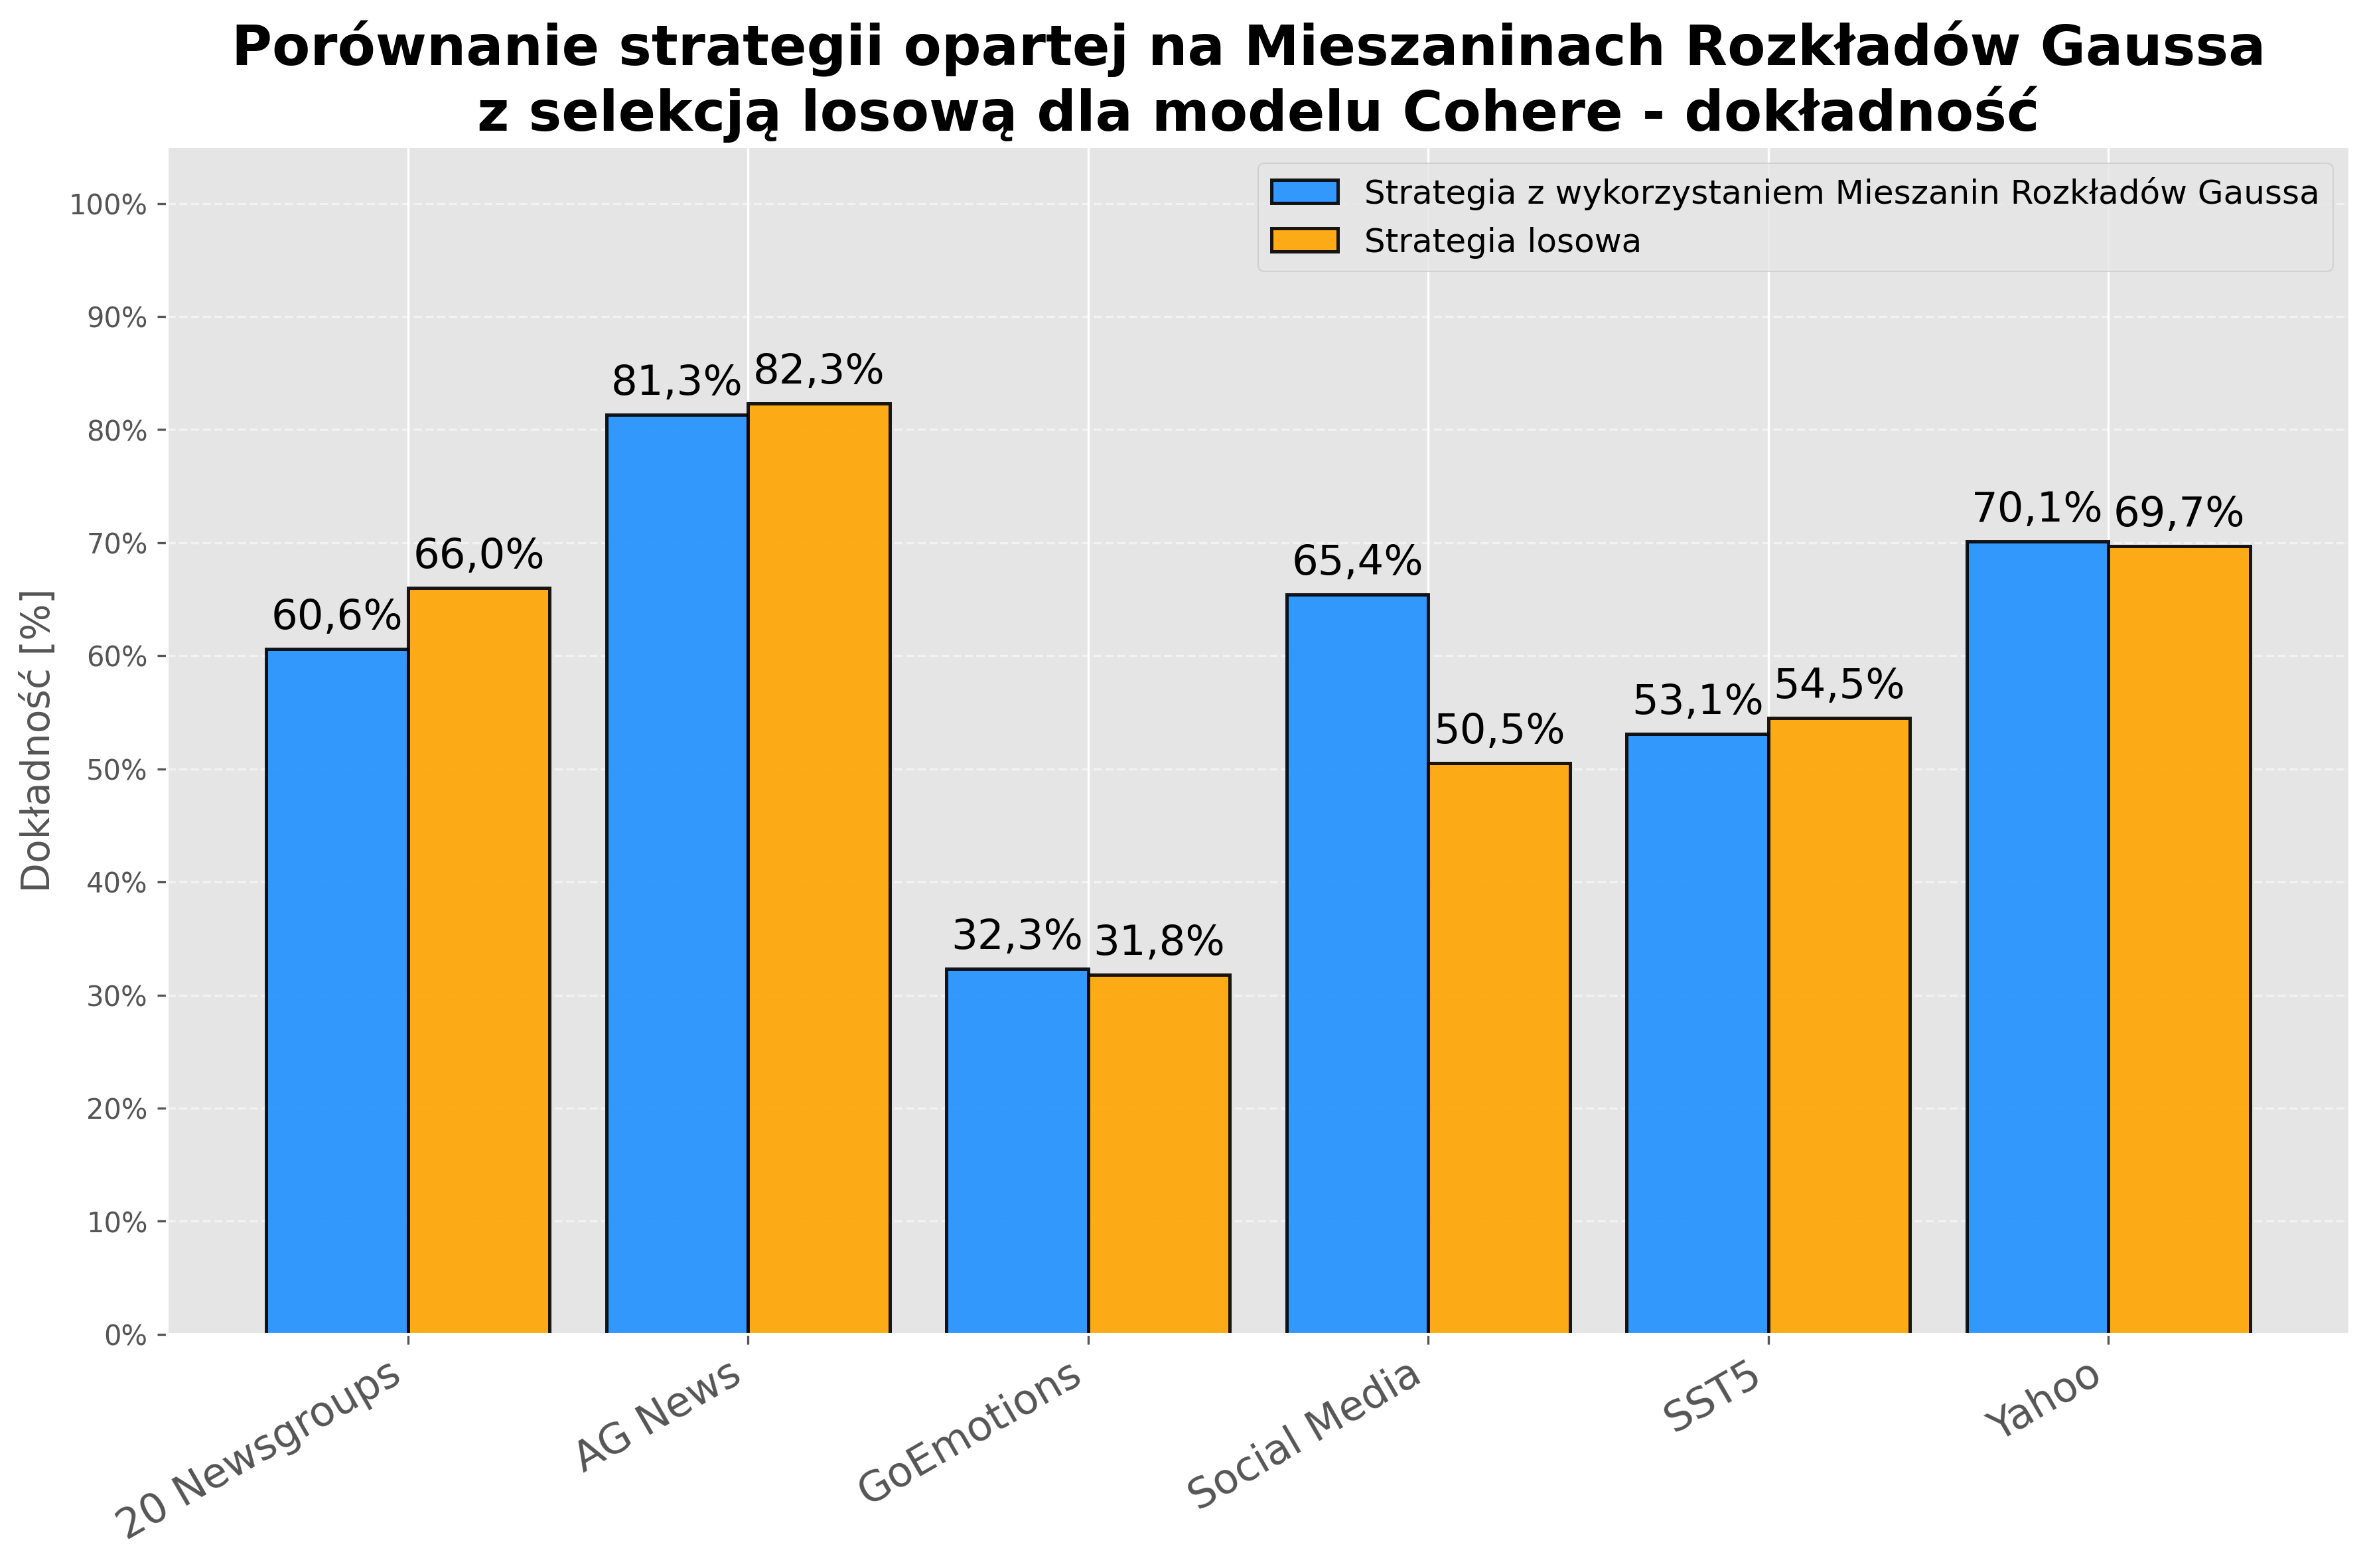 Porównanie strategii opartej na Mieszaninach Rozkładów Gaussa
z selekcją losową dla modelu Cohere - dokładność
Strategia z wykorzystaniem Mieszanin Rozkładów Gaussa
Strategia losowa
Dokładność [%]
100%
90%
80%
70%
60%
50%
40%
30%
20%
10%
0%
60,6%
66,0%
81,3%
82,3%
32,3%
31,8%
65,4%
50,5%
53,1%
54,5%
70,1%
69,7%
20 Newsgroups
AG News
GoEmotions
Social Media
SST5
Yahoo